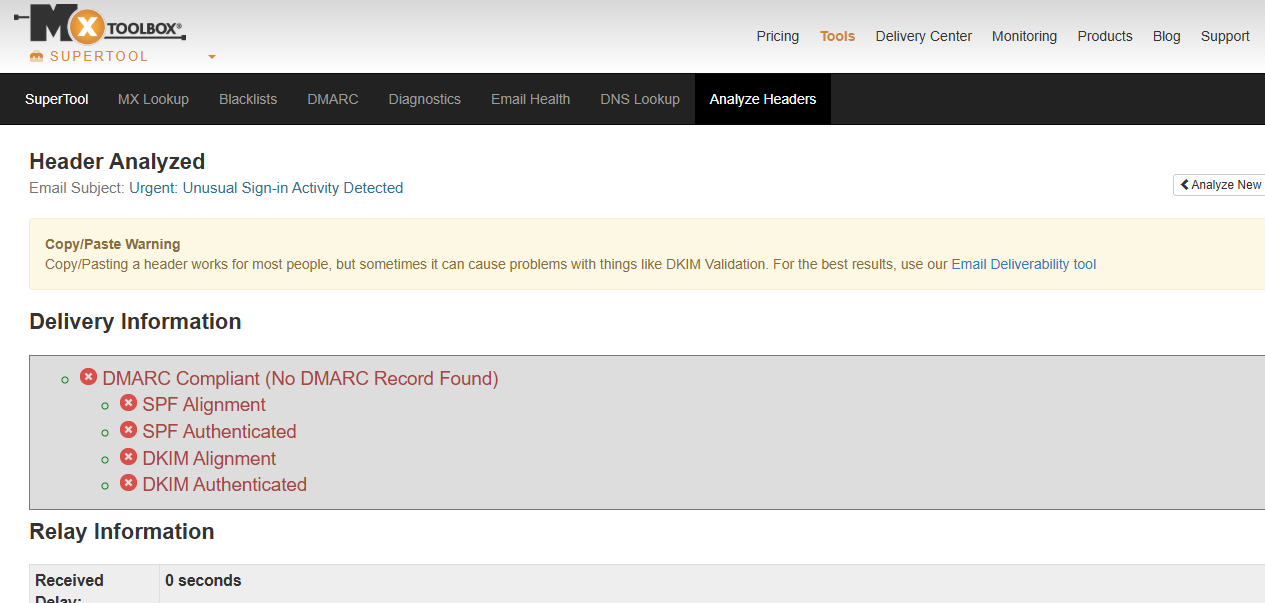 MX TOOLBOX®
SUPERTOOL
Pricing Tools Delivery Center Monitoring Products Blog Support
SuperTool MX Lookup Blacklists DMARC Diagnostics Email Health DNS Lookup Analyze Headers
Header Analyzed
Email Subject: Urgent: Unusual Sign-in Activity Detected
Analyze New
Copy/Paste Warning
Copy/Pasting a header works for most people, but sometimes it can cause problems with things like DKIM Validation. For the best results, use our Email Deliverability tool
Delivery Information
DMARC Compliant (No DMARC Record Found)
SPF Alignment
SPF Authenticated
DKIM Alignment
DKIM Authenticated
Relay Information
Received 0 seconds
Delay: